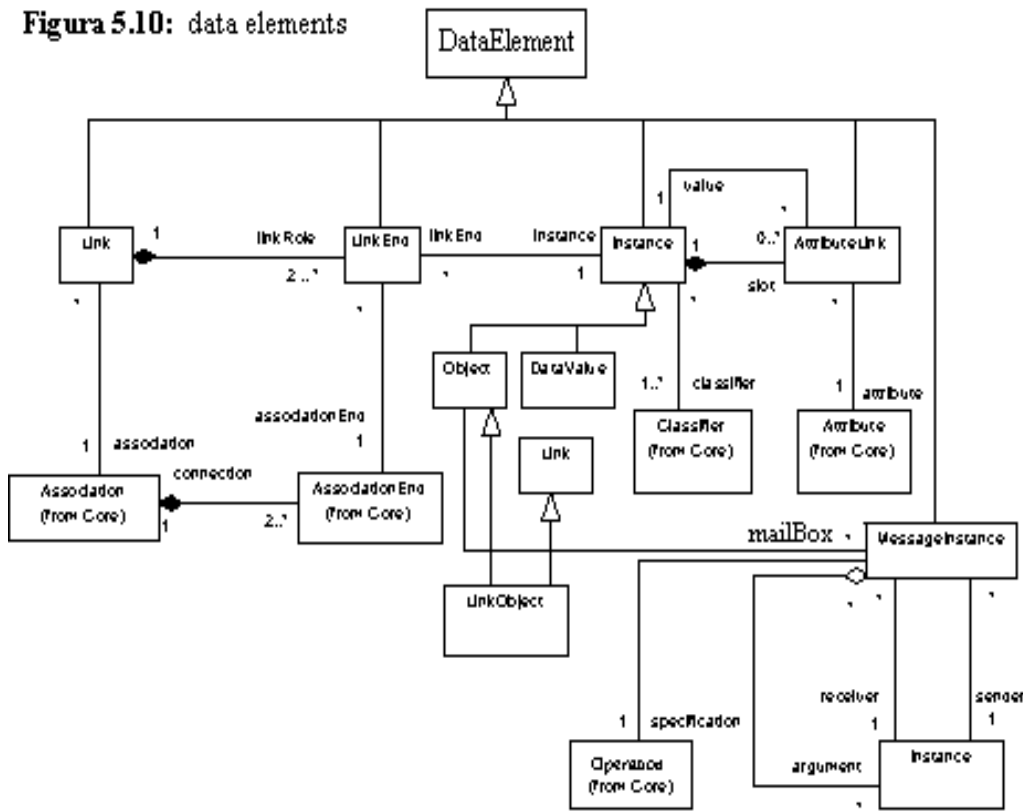 Figura 5.10: data elements
DataElement
value
1
*
1
linkRole
linkEnd
instance
1
0..*
Link
LinkEnd
Instance
AttributeLink
*
2..*
*
*
1
*
slot
*
Object
DataValue
1..*
classifier
1
attribute
associationEnd
Classifier
(from Core)
Attribute
(from Core)
1
association
1
Link
connection
Association
(from Core)
AssociationEnd
(from Core)
1
2..*
mailBox
*
MessageInstance
LinkObject
*
*
*
receiver
sender
1
specification
1
1
argument
Instance
(from Core)
*